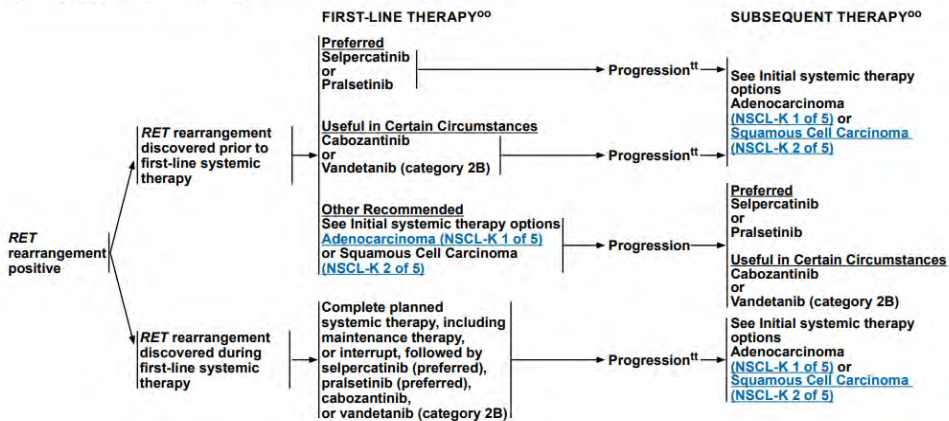 FIRST-LINE THERAPYᵒᵒ
SUBSEQUENT THERAPYᵒᵒ
RET
rearrangement
positive
RET rearrangement
discovered prior to
first-line systemic
therapy
Preferred
Selpercatinib
or
Pralsetinib
Progressionᵗᵗ
Useful in Certain Circumstances
Cabozantinib
or
Vandetanib (category 2B)
Progressionᵗᵗ
See Initial systemic therapy
options
Adenocarcinoma
(NSCL-K 1 of 5) or
Squamous Cell Carcinoma
(NSCL-K 2 of 5)
Other Recommended
See Initial systemic therapy options
Adenocarcinoma (NSCL-K 1 of 5)
or Squamous Cell Carcinoma
(NSCL-K 2 of 5)
Progression
Preferred
Selpercatinib
or
Pralsetinib
Useful in Certain Circumstances
Cabozantinib
or
Vandetanib (category 2B)
RET rearrangement
discovered during
first-line systemic
therapy
Complete planned
systemic therapy, including
maintenance therapy,
or interrupt, followed by
selpercatinib (preferred),
pralsetinib (preferred),
cabozantinib,
or vandetanib (category 2B)
Progressionᵗᵗ
See Initial systemic therapy
options
Adenocarcinoma
(NSCL-K 1 of 5) or
Squamous Cell Carcinoma
(NSCL-K 2 of 5)